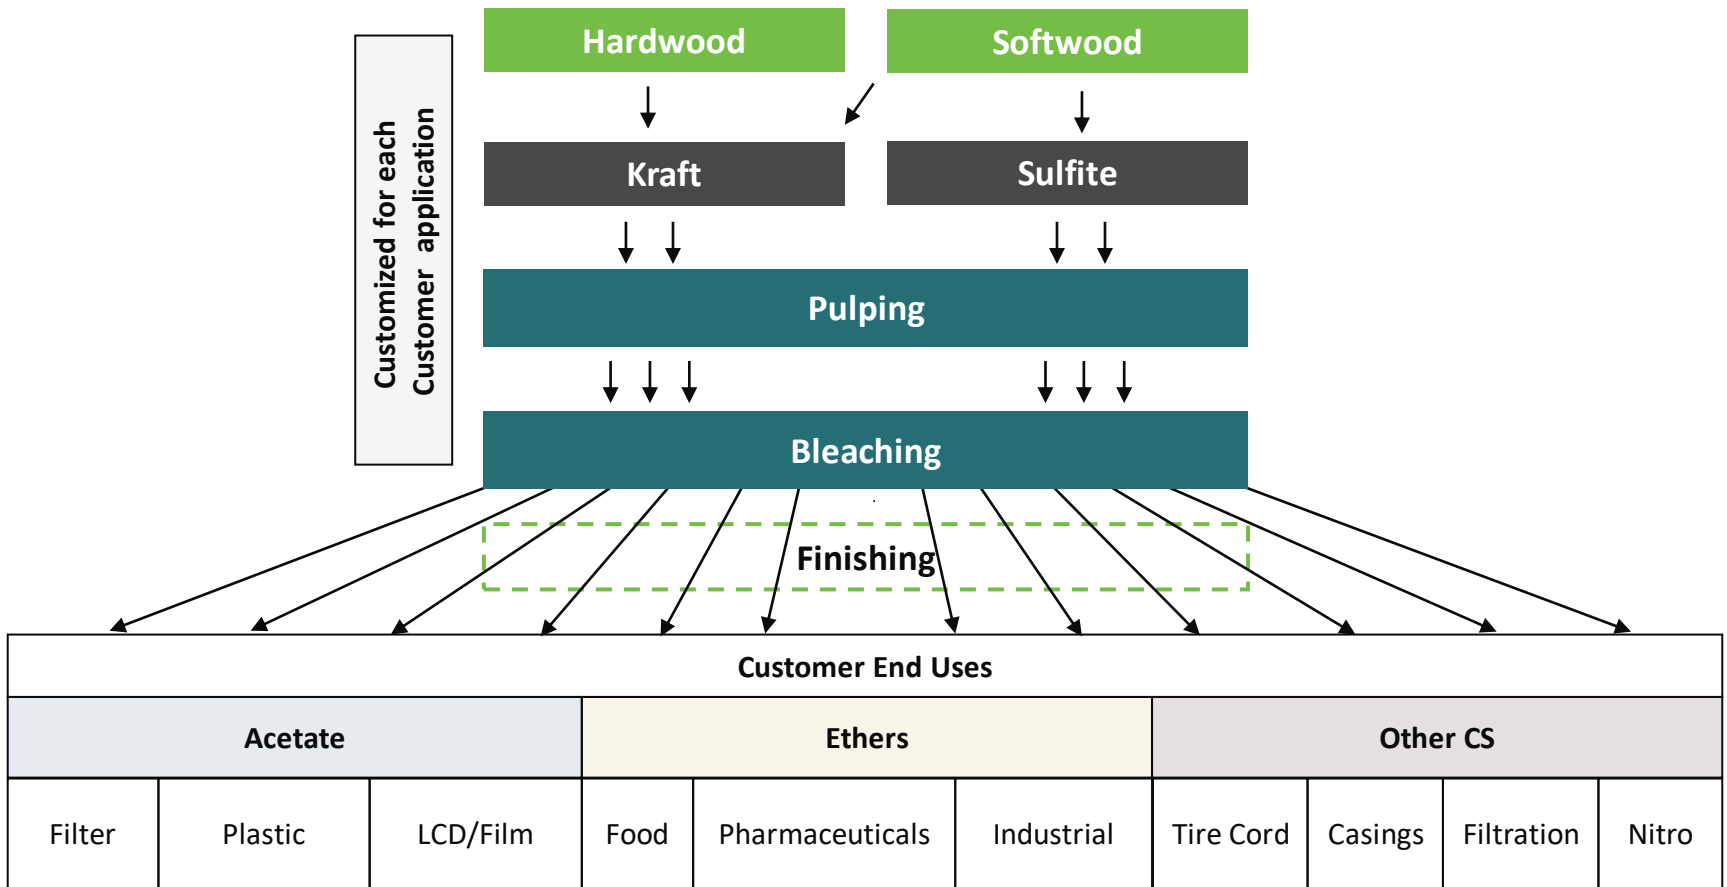 Hardwood
Softwood
Customized for each
Customer application
Kraft
Sulfite
Pulping
Bleaching
Finishing
Customer End Uses
Acetate
Ethers
Other CS
Filter
Plastic
LCD/Film
Food
Pharmaceuticals
Industrial
Tire Cord
Casings
Filtration
Nitro